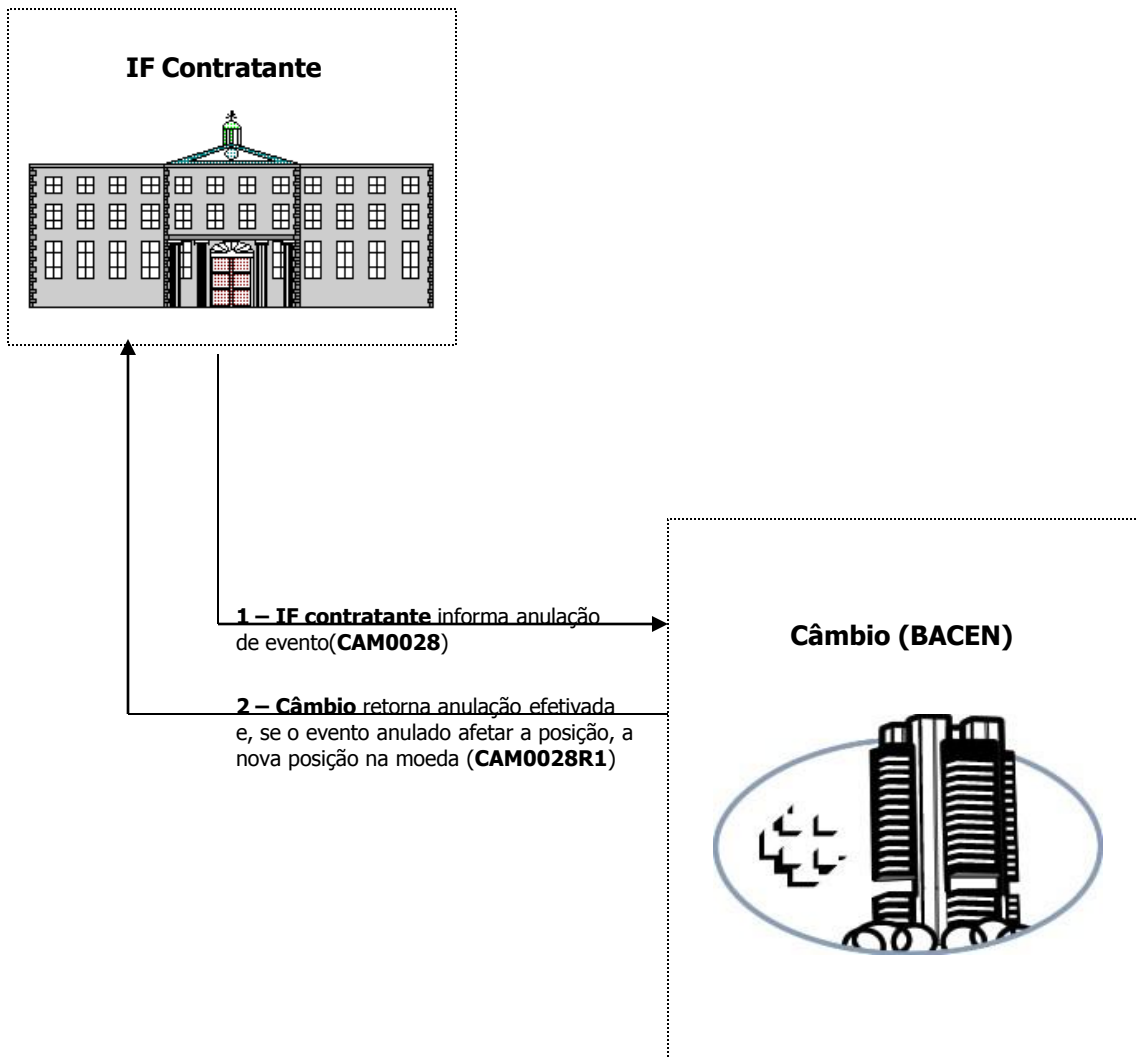 IF Contratante
1 – IF contratante informa anulação
de evento(CAM0028)
Câmbio (BACEN)
2 – Câmbio retorna anulação efetivada
e, se o evento anulado afetar a posição, a
nova posição na moeda (CAM0028R1)